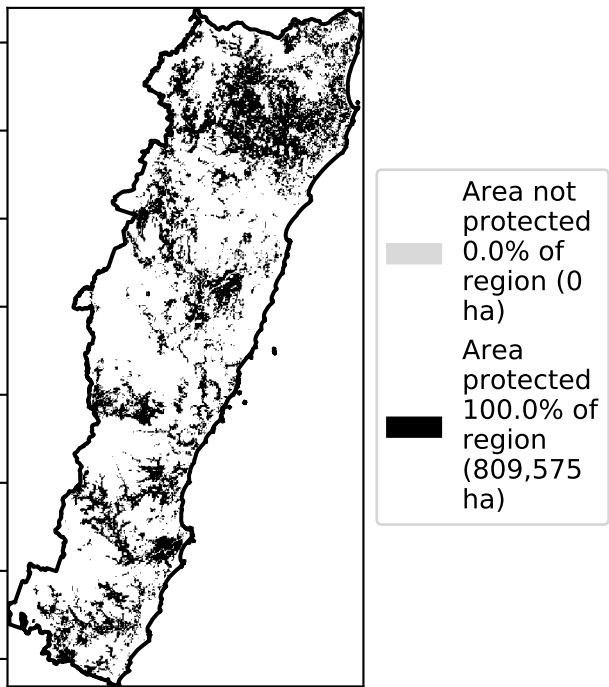 Area not
protected
0.0% of
region (0
ha)
Area
protected
100.0% of
region
(809,575
ha)